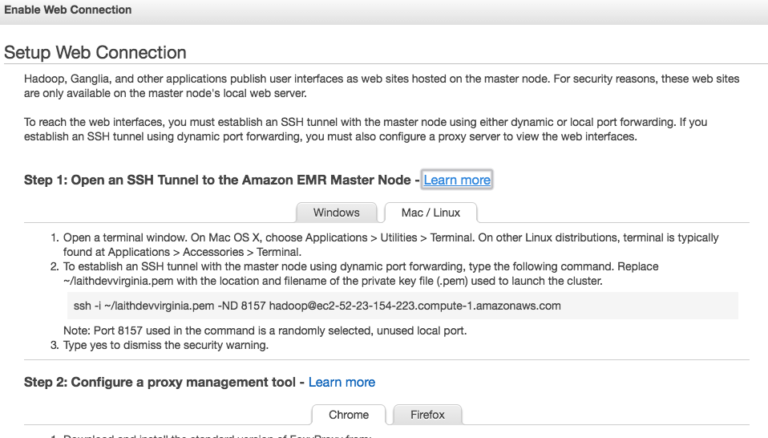 Enable Web Connection
Setup Web Connection
Hadoop, Ganglia, and other applications publish user interfaces as web sites hosted on the master node. For security reasons, these web sites
are only available on the master node's local web server.
To reach the web interfaces, you must establish an SSH tunnel with the master node using either dynamic or local port forwarding. If you
establish an SSH tunnel using dynamic port forwarding, you must also configure a proxy server to view the web interfaces.
Step 1: Open an SSH Tunnel to the Amazon EMR Master Node - Learn more
Windows Mac / Linux
1. Open a terminal window. On Mac OS X, choose Applications > Utilities > Terminal. On other Linux distributions, terminal is typically
found at Applications > Accessories > Terminal.
2. To establish an SSH tunnel with the master node using dynamic port forwarding, type the following command. Replace
~/laithdevvirginia.pem with the location and filename of the private key file (.pem) used to launch the cluster.
ssh -i ~/laithdevvirginia.pem -ND 8157 hadoop@ec2-52-23-154-223.compute-1.amazonaws.com
Note: Port 8157 used in the command is a randomly selected, unused local port.
3. Type yes to dismiss the security warning.
Step 2: Configure a proxy management tool - Learn more
Chrome Firefox
1. Download and install the standard version of FoxyProxy from: